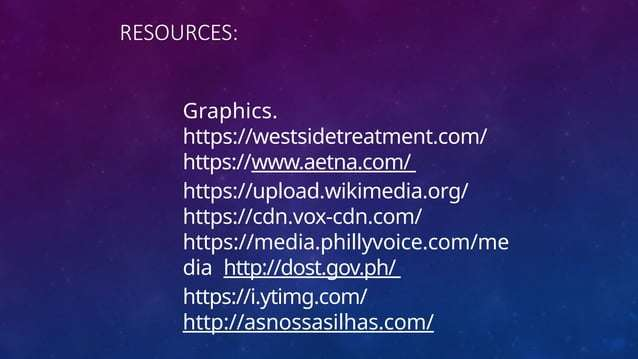 RESOURCES:
Graphics.
https://westsidetreatment.com/
https://www.aetna.com/
https://upload.wikimedia.org/
https://cdn.vox-cdn.com/
https://media.phillyvoice.com/me
dia http://dost.gov.ph/
https://i.ytimg.com/
http://asnossasilhas.com/